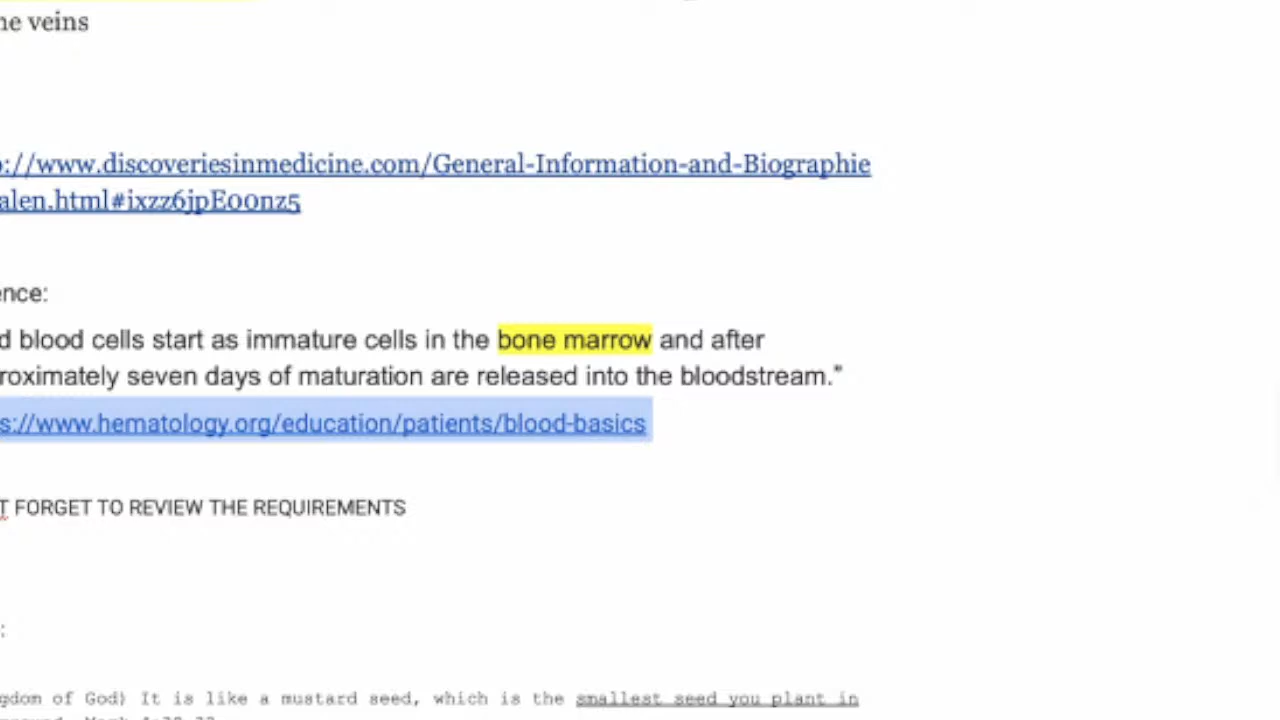 ne veins
://www.discoveriesinmedicine.com/General-Information-and-Biographie
alen.html#ixzz6jpE00nz5
ence:
d blood cells start as immature cells in the bone marrow and after
roximately seven days of maturation are released into the bloodstream."
s://www.hematology.org/education/patients/blood-basics
T FORGET TO REVIEW THE REQUIREMENTS
:
gdom of God) It is like a mustard seed, which is the smallest seed you plant in